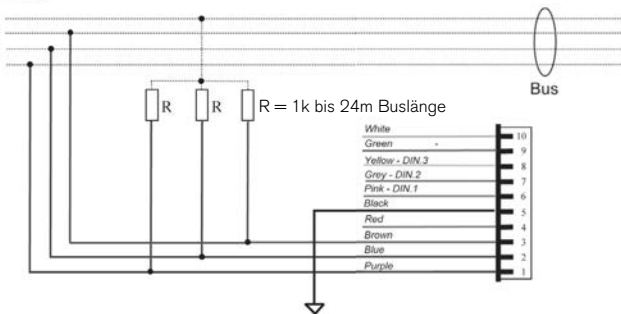 Bus
R
R
R = 1k bis 24m Buslänge
White
10
Green
9
Yellow - DIN.3
8
Grey - DIN.2
7
Pink - DIN.1
6
Black
5
Red
4
Brown
3
Blue
2
Purple
1